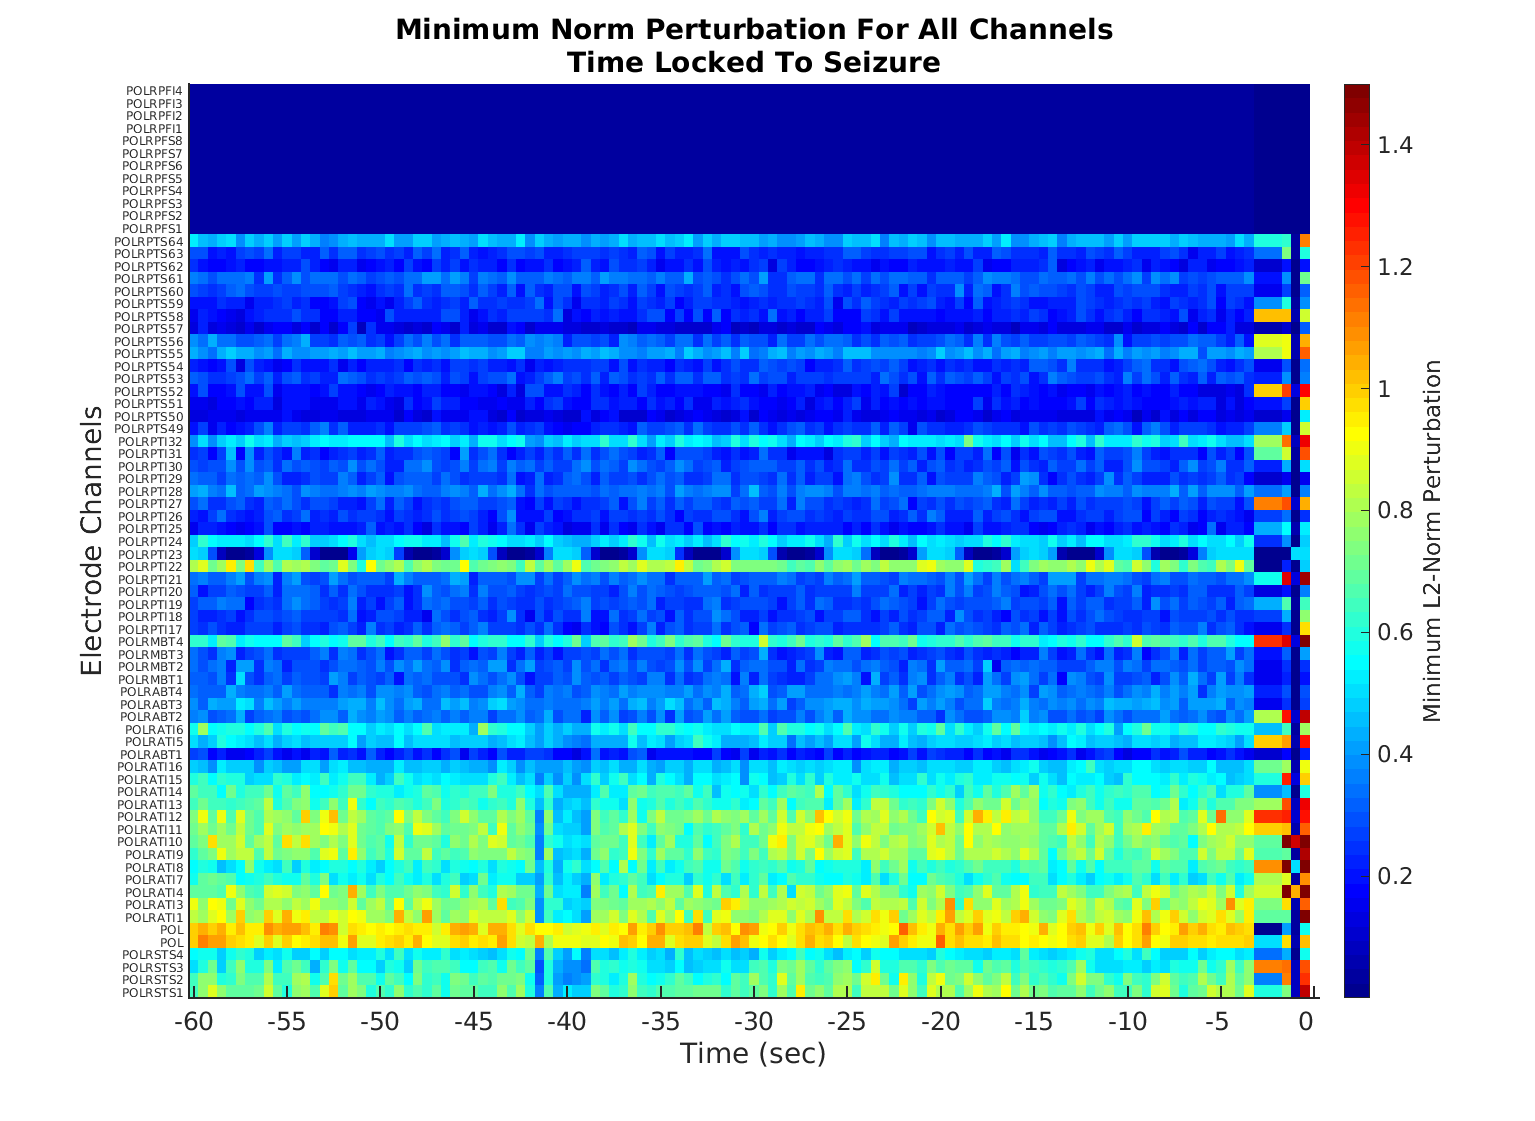 Minimum Norm Perturbation For All Channels
Time Locked To Seizure
Electrode Channels
POLRPFI4
POLRPFI3
POLRPFI2
POLRPFI1
POLRPFS8
POLRPFS7
POLRPFS6
POLRPFS5
POLRPFS4
POLRPFS3
POLRPFS2
POLRPFS1
POLRPTS64
POLRPTS63
POLRPTS62
POLRPTS61
POLRPTS60
POLRPTS59
POLRPTS58
POLRPTS57
POLRPTS56
POLRPTS55
POLRPTS54
POLRPTS53
POLRPTS52
POLRPTS51
POLRPTS50
POLRPTS49
POLRPTI32
POLRPTI31
POLRPTI30
POLRPTI29
POLRPTI28
POLRPTI27
POLRPTI26
POLRPTI25
POLRPTI24
POLRPTI23
POLRPTI22
POLRPTI21
POLRPTI20
POLRPTI19
POLRPTI18
POLRPTI17
POLRMBT4
POLRMBT3
POLRMBT2
POLRMBT1
POLRABT4
POLRABT3
POLRABT2
POLRATI6
POLRATI5
POLRABT1
POLRATI16
POLRATI15
POLRATI14
POLRATI13
POLRATI12
POLRATI11
POLRATI10
POLRATI9
POLRATI8
POLRATI7
POLRATI4
POLRATI3
POLRATI1
POL
POL
POLRSTS4
POLRSTS3
POLRSTS2
POLRSTS1
-60 -55 -50 -45 -40 -35 -30 -25 -20 -15 -10 -5 0
Time (sec)
1.4
1.2
1
0.8
0.6
0.4
0.2
Minimum L2-Norm Perturbation